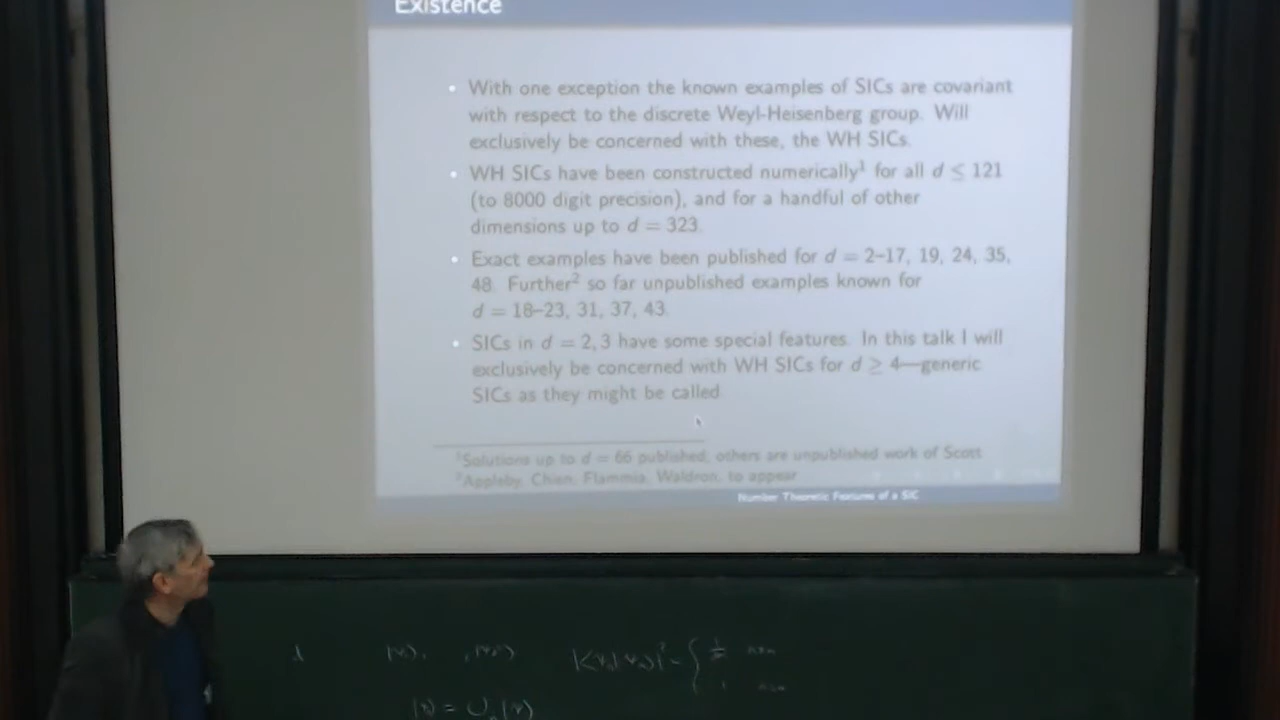 Existence
• With one exception the known examples of SICs are covariant
with respect to the discrete Weyl-Heisenberg group. Will
exclusively be concerned with these, the WH SICs.
• WH SICs have been constructed numerically¹ for all d ≤ 121
(to 8000 digit precision), and for a handful of other
dimensions up to d = 323.
• Exact examples have been published for d = 2–17, 19, 24, 35,
48. Further² so far unpublished examples known for
d = 18–23, 31, 37, 43.
• SICs in d = 2, 3 have some special features. In this talk I will
exclusively be concerned with WH SICs for d ≥ 4—generic
SICs as they might be called.
¹Solutions up to d = 66 published, others are unpublished work of Scott
²Appleby, Chien, Flammia, Waldron, to appear
Number Theoretic Features of a SIC